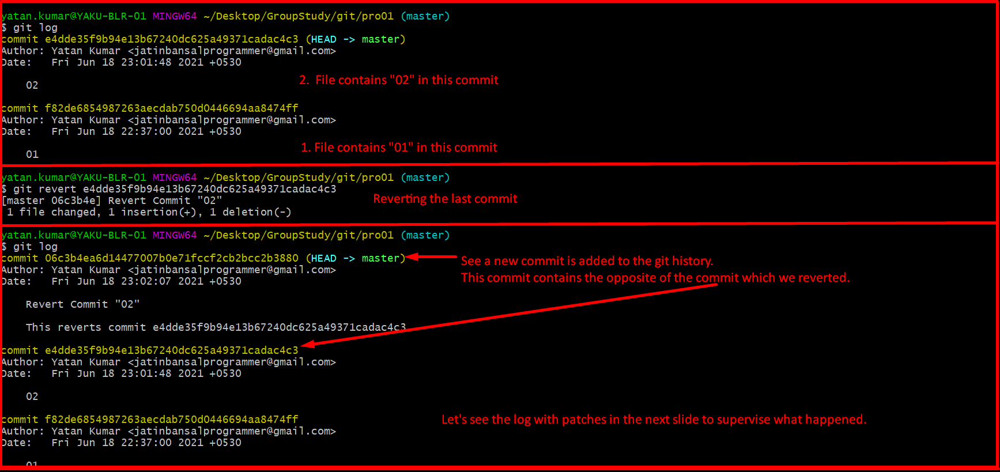 yatan.kumar@YAKU-BLR-01 MINGW64 ~/Desktop/GroupStudy/git/pro01 (master)
$ git log
commit e4dde35f9b94e13b67240dc625a49371cadac4c3 (HEAD -> master)
Author: Yatan Kumar <jatinbansalprogrammer@gmail.com>
Date:   Fri Jun 18 23:01:48 2021 +0530
2. File contains "02" in this commit
02
commit f82de6854987263aecdab750d0446694aa8474ff
Author: Yatan Kumar <jatinbansalprogrammer@gmail.com>
Date:   Fri Jun 18 22:37:00 2021 +0530
1. File contains "01" in this commit
01
yatan.kumar@YAKU-BLR-01 MINGW64 ~/Desktop/GroupStudy/git/pro01 (master)
$ git revert e4dde35f9b94e13b67240dc625a49371cadac4c3
[master 06c3b4e] Revert Commit "02"
Reverting the last commit
1 file changed, 1 insertion(+), 1 deletion(-)
yatan.kumar@YAKU-BLR-01 MINGW64 ~/Desktop/GroupStudy/git/pro01 (master)
$ git log
commit 06c3b4ea6d14477007b0e71fccf2cb2bcc2b3880 (HEAD -> master)
See a new commit is added to the git history.
Author: Yatan Kumar <jatinbansalprogrammer@gmail.com>
This commit contains the opposite of the commit which we reverted.
Date:   Fri Jun 18 23:02:07 2021 +0530
Revert Commit "02"
This reverts commit e4dde35f9b94e13b67240dc625a49371cadac4c3.
commit e4dde35f9b94e13b67240dc625a49371cadac4c3
Author: Yatan Kumar <jatinbansalprogrammer@gmail.com>
Date:   Fri Jun 18 23:01:48 2021 +0530
02
commit f82de6854987263aecdab750d0446694aa8474ff
Let's see the log with patches in the next slide to supervise what happened.
Author: Yatan Kumar <jatinbansalprogrammer@gmail.com>
Date:   Fri Jun 18 22:37:00 2021 +0530
01